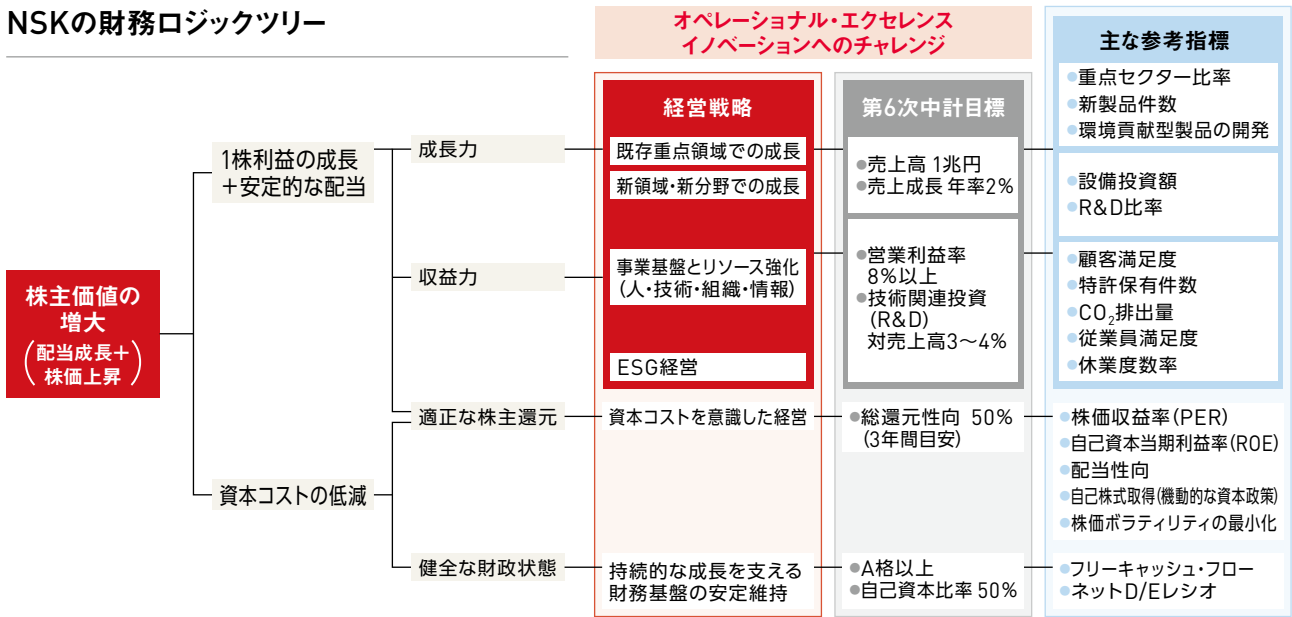 NSKの財務ロジックツリー
オペレーショナル・エクセレンス
イノベーションへのチャレンジ
株主価値の
増大
(配当成長＋
株価上昇)
1株利益の成長
＋安定的な配当
資本コストの低減
成長力
収益力
適正な株主還元
健全な財政状態
経営戦略
既存重点領域での成長
新領域・新分野での成長
事業基盤とリソース強化
(人・技術・組織・情報)
ESG経営
資本コストを意識した経営
持続的な成長を支える
財務基盤の安定維持
第6次中計目標
●売上高 1兆円
●売上成長 年率2%
●営業利益率
8%以上
●技術関連投資
(R&D)
対売上高3〜4%
●総還元性向 50%
(3年間目安)
●A格以上
●自己資本比率 50%
主な参考指標
●重点セクター比率
●新製品件数
●環境貢献型製品の開発
●設備投資額
●R&D比率
●顧客満足度
●特許保有件数
●CO₂排出量
●従業員満足度
●休業度数率
●株価収益率(PER)
●自己資本当期利益率(ROE)
●配当性向
●自己株式取得(機動的な資本政策)
●株価ボラティリティの最小化
●フリーキャッシュ・フロー
●ネットD/Eレシオ